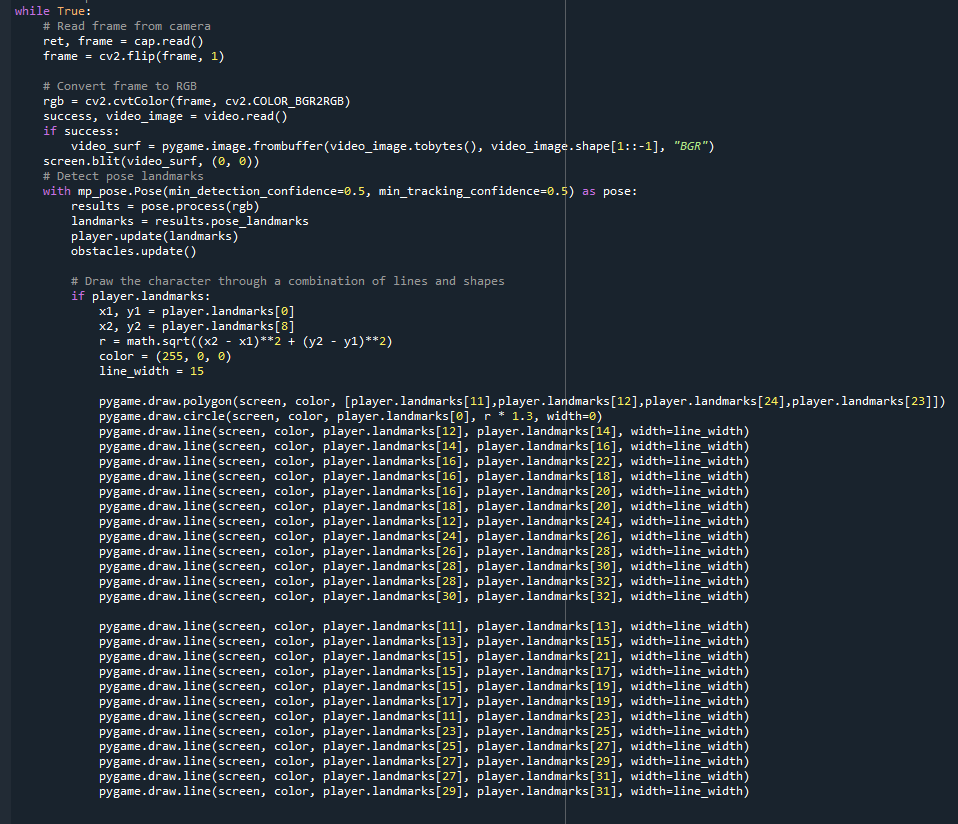 while True:
    # Read frame from camera
    ret, frame = cap.read()
    frame = cv2.flip(frame, 1)

    # Convert frame to RGB
    rgb = cv2.cvtColor(frame, cv2.COLOR_BGR2RGB)
    success, video_image = video.read()
    if success:
        video_surf = pygame.image.frombuffer(video_image.tobytes(), video_image.shape[1::-1], "BGR")
    screen.blit(video_surf, (0, 0))
    # Detect pose landmarks
    with mp_pose.Pose(min_detection_confidence=0.5, min_tracking_confidence=0.5) as pose:
        results = pose.process(rgb)
        landmarks = results.pose_landmarks
        player.update(landmarks)
        obstacles.update()

        # Draw the character through a combination of lines and shapes
        if player.landmarks:
            x1, y1 = player.landmarks[0]
            x2, y2 = player.landmarks[8]
            r = math.sqrt((x2 - x1)**2 + (y2 - y1)**2)
            color = (255, 0, 0)
            line_width = 15

            pygame.draw.polygon(screen, color, [player.landmarks[11],player.landmarks[12],player.landmarks[24],player.landmarks[23]])
            pygame.draw.circle(screen, color, player.landmarks[0], r * 1.3, width=0)
            pygame.draw.line(screen, color, player.landmarks[12], player.landmarks[14], width=line_width)
            pygame.draw.line(screen, color, player.landmarks[14], player.landmarks[16], width=line_width)
            pygame.draw.line(screen, color, player.landmarks[16], player.landmarks[22], width=line_width)
            pygame.draw.line(screen, color, player.landmarks[16], player.landmarks[18], width=line_width)
            pygame.draw.line(screen, color, player.landmarks[16], player.landmarks[20], width=line_width)
            pygame.draw.line(screen, color, player.landmarks[18], player.landmarks[20], width=line_width)
            pygame.draw.line(screen, color, player.landmarks[12], player.landmarks[24], width=line_width)
            pygame.draw.line(screen, color, player.landmarks[24], player.landmarks[26], width=line_width)
            pygame.draw.line(screen, color, player.landmarks[26], player.landmarks[28], width=line_width)
            pygame.draw.line(screen, color, player.landmarks[28], player.landmarks[30], width=line_width)
            pygame.draw.line(screen, color, player.landmarks[28], player.landmarks[32], width=line_width)
            pygame.draw.line(screen, color, player.landmarks[30], player.landmarks[32], width=line_width)

            pygame.draw.line(screen, color, player.landmarks[11], player.landmarks[13], width=line_width)
            pygame.draw.line(screen, color, player.landmarks[13], player.landmarks[15], width=line_width)
            pygame.draw.line(screen, color, player.landmarks[15], player.landmarks[21], width=line_width)
            pygame.draw.line(screen, color, player.landmarks[15], player.landmarks[17], width=line_width)
            pygame.draw.line(screen, color, player.landmarks[15], player.landmarks[19], width=line_width)
            pygame.draw.line(screen, color, player.landmarks[17], player.landmarks[19], width=line_width)
            pygame.draw.line(screen, color, player.landmarks[11], player.landmarks[23], width=line_width)
            pygame.draw.line(screen, color, player.landmarks[23], player.landmarks[25], width=line_width)
            pygame.draw.line(screen, color, player.landmarks[25], player.landmarks[27], width=line_width)
            pygame.draw.line(screen, color, player.landmarks[27], player.landmarks[29], width=line_width)
            pygame.draw.line(screen, color, player.landmarks[27], player.landmarks[31], width=line_width)
            pygame.draw.line(screen, color, player.landmarks[29], player.landmarks[31], width=line_width)